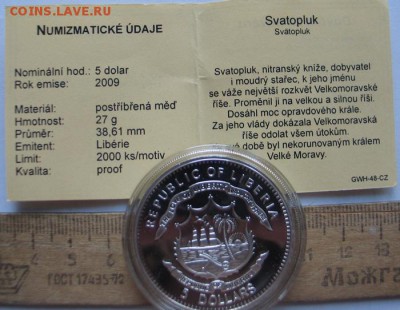 COINS.LAVE.RU
NUMIZMATICKÉ ÚDAJE
Nominální hod.: 5 dolar
Rok emise: 2009
Materiál: postříbřená měď
Hmotnost: 27 g
Průměr: 38,61 mm
Emitent: Libérie
Limit: 2000 ks/motiv
Kvalita: proof
Svatopluk
Svätopluk
Svatopluk, nitranský kníže, dobyvatel
i moudrý stařec, k jeho jménu
se váže největší rozkvět Velkomoravské
říše. Proměnil ji na velkou a silnou říši.
Dosáhl moc opravdového krále.
Za jeho vlády dokázala Velkomoravská
říše odolat všem útokům.
době byl nekorunovaným králem
Velké Moravy.
GWH-48-CZ
REPUBLIC OF LIBERIA
5 DOLLARS
ГОСТ 17435-72
Можга